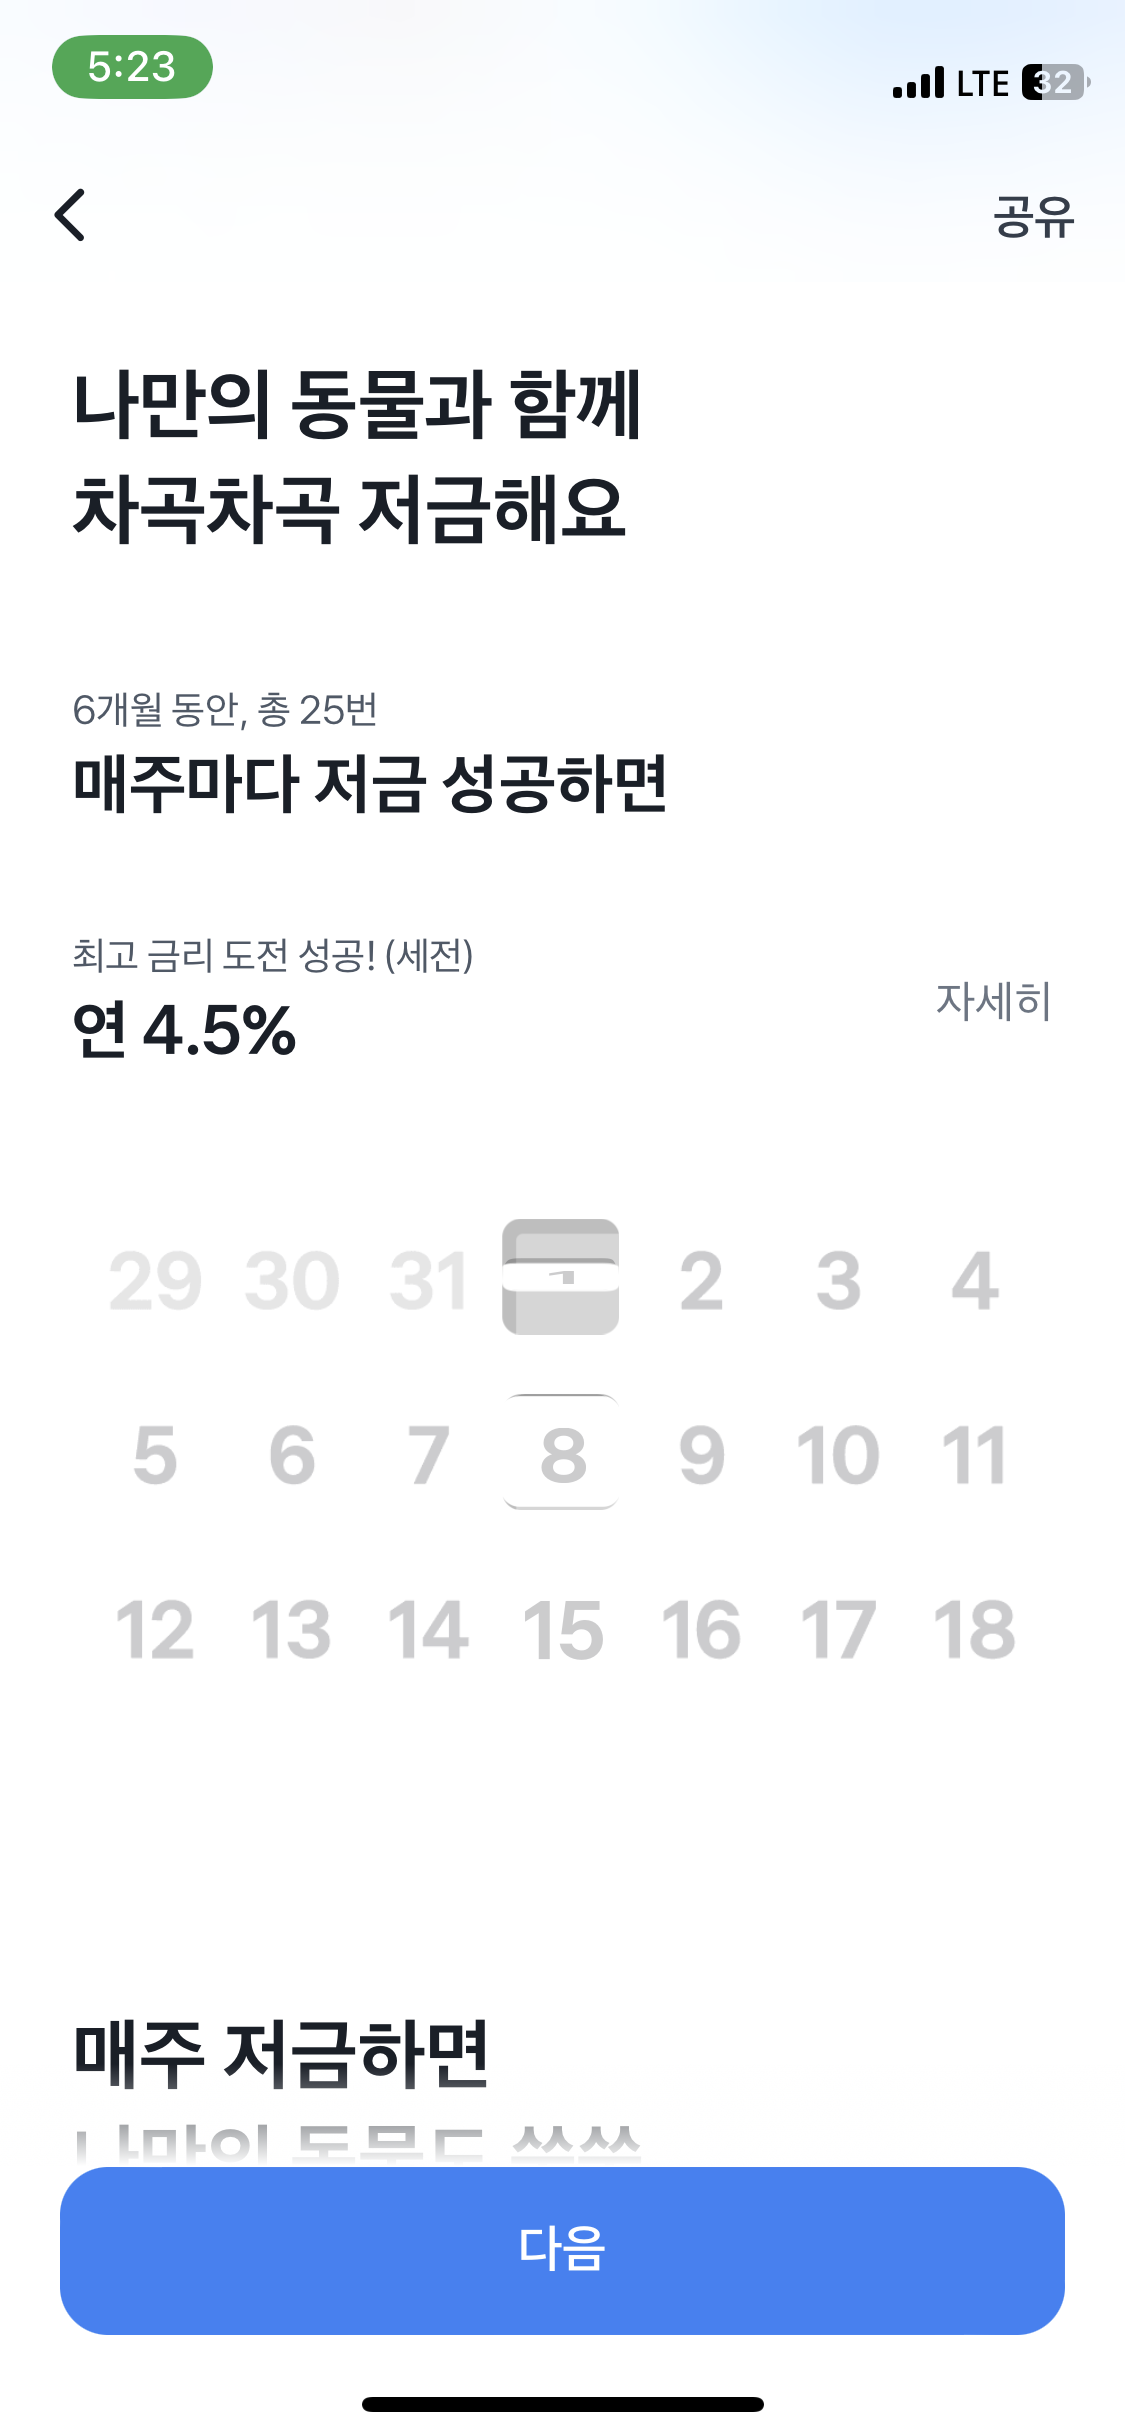 5:23
LTE 32
공유
나만의 동물과 함께
차곡차곡 저금해요
6개월 동안, 총 25번
매주마다 저금 성공하면
최고 금리 도전 성공! (세전)
연 4.5%
자세히
29 30 31 1 2 3 4
5 6 7 8 9 10 11
12 13 14 15 16 17 18
매주 저금하면
다음